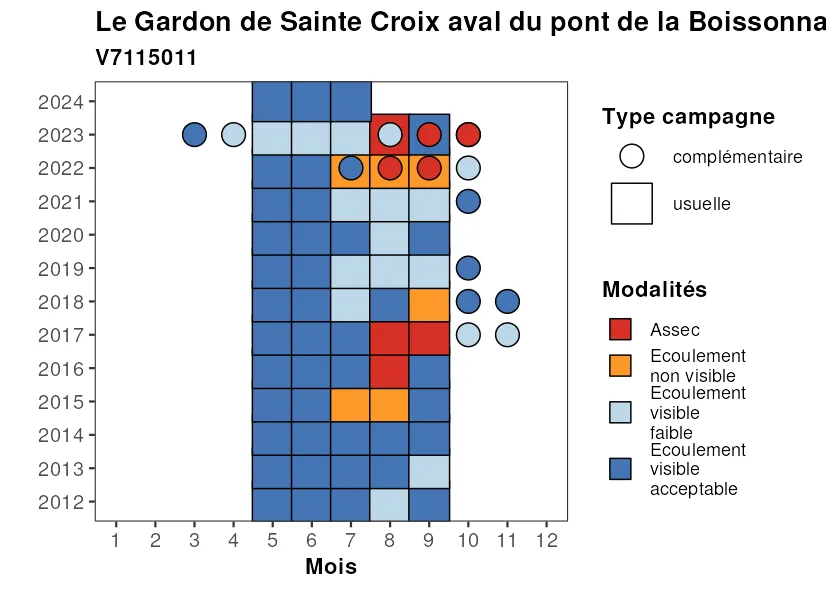 Le Gardon de Sainte Croix aval du pont de la Boissonna
V7115011
2024
2023
2022
2021
2020
2019
2018
2017
2016
2015
2014
2013
2012
1 2 3 4 5 6 7 8 9 10 11 12
Mois
Type campagne
complémentaire
usuelle
Modalités
Assec
Ecoulement
non visible
Ecoulement
visible
faible
Ecoulement
visible
acceptable